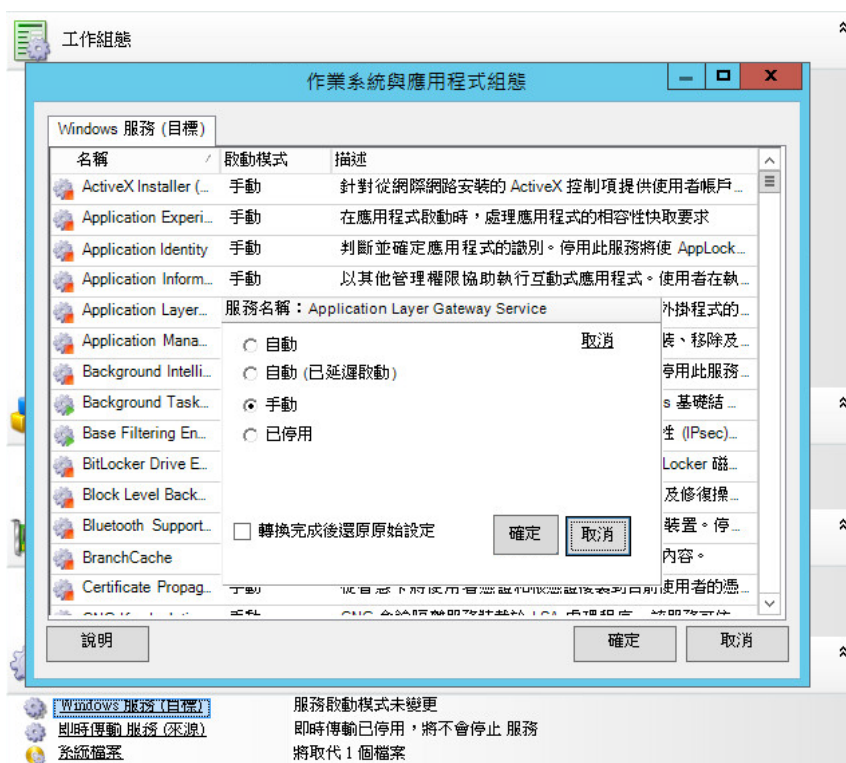 工作組態
作業系統與應用程式組態
Windows 服務 (目標)
名稱 啟動模式 描述
ActiveX Installer (... 手動 針對從網際網路安裝的 ActiveX 控制項提供使用者帳戶...
Application Experi... 手動 在應用程式啟動時，處理應用程式的相容性快取要求
Application Identity 手動 判斷並確定應用程式的識別。停用此服務將使 AppLock...
Application Inform... 手動 以其他管理權限協助執行互動式應用程式。使用者在執...
Application Layer... 服務名稱：Application Layer Gateway Service 外掛程式的...
Application Mana... 自動 取消 裝、移除及...
Background Intelli... 自動 (已延遲啟動) 停用此服務...
Background Task... 手動 s 基礎結 ...
Base Filtering En... 已停用 性 (IPsec)...
BitLocker Drive E... Locker 磁...
Block Level Back... 及修復操...
Bluetooth Support... 轉換完成後還原原始設定 確定 取消 裝置。停...
BranchCache 內容。
Certificate Propag... 手動 使用者的憑...
說明 確定 取消
Windows 服務 (目標) 服務啟動模式未變更
即時傳輸 服務 (來源) 即時傳輸已停用，將不會停止 服務
系統檔案 將取代 1 個檔案